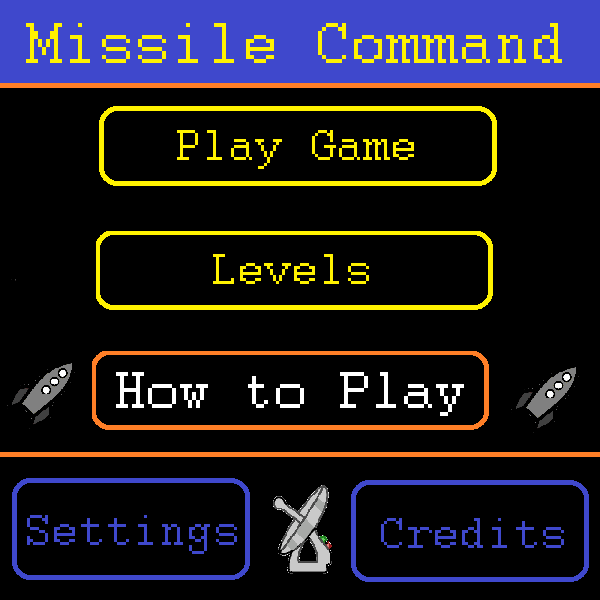 Missile Command
Play Game
Levels
How to Play
Settings
Credits